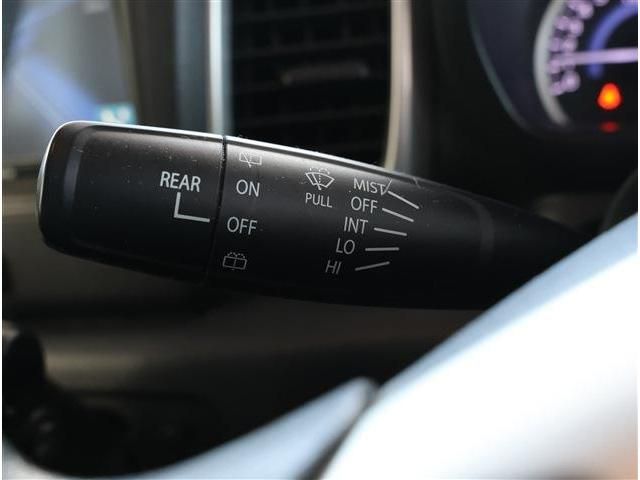 REAR
ON
OFF
PULL
MIST
OFF
INT
LO
HI